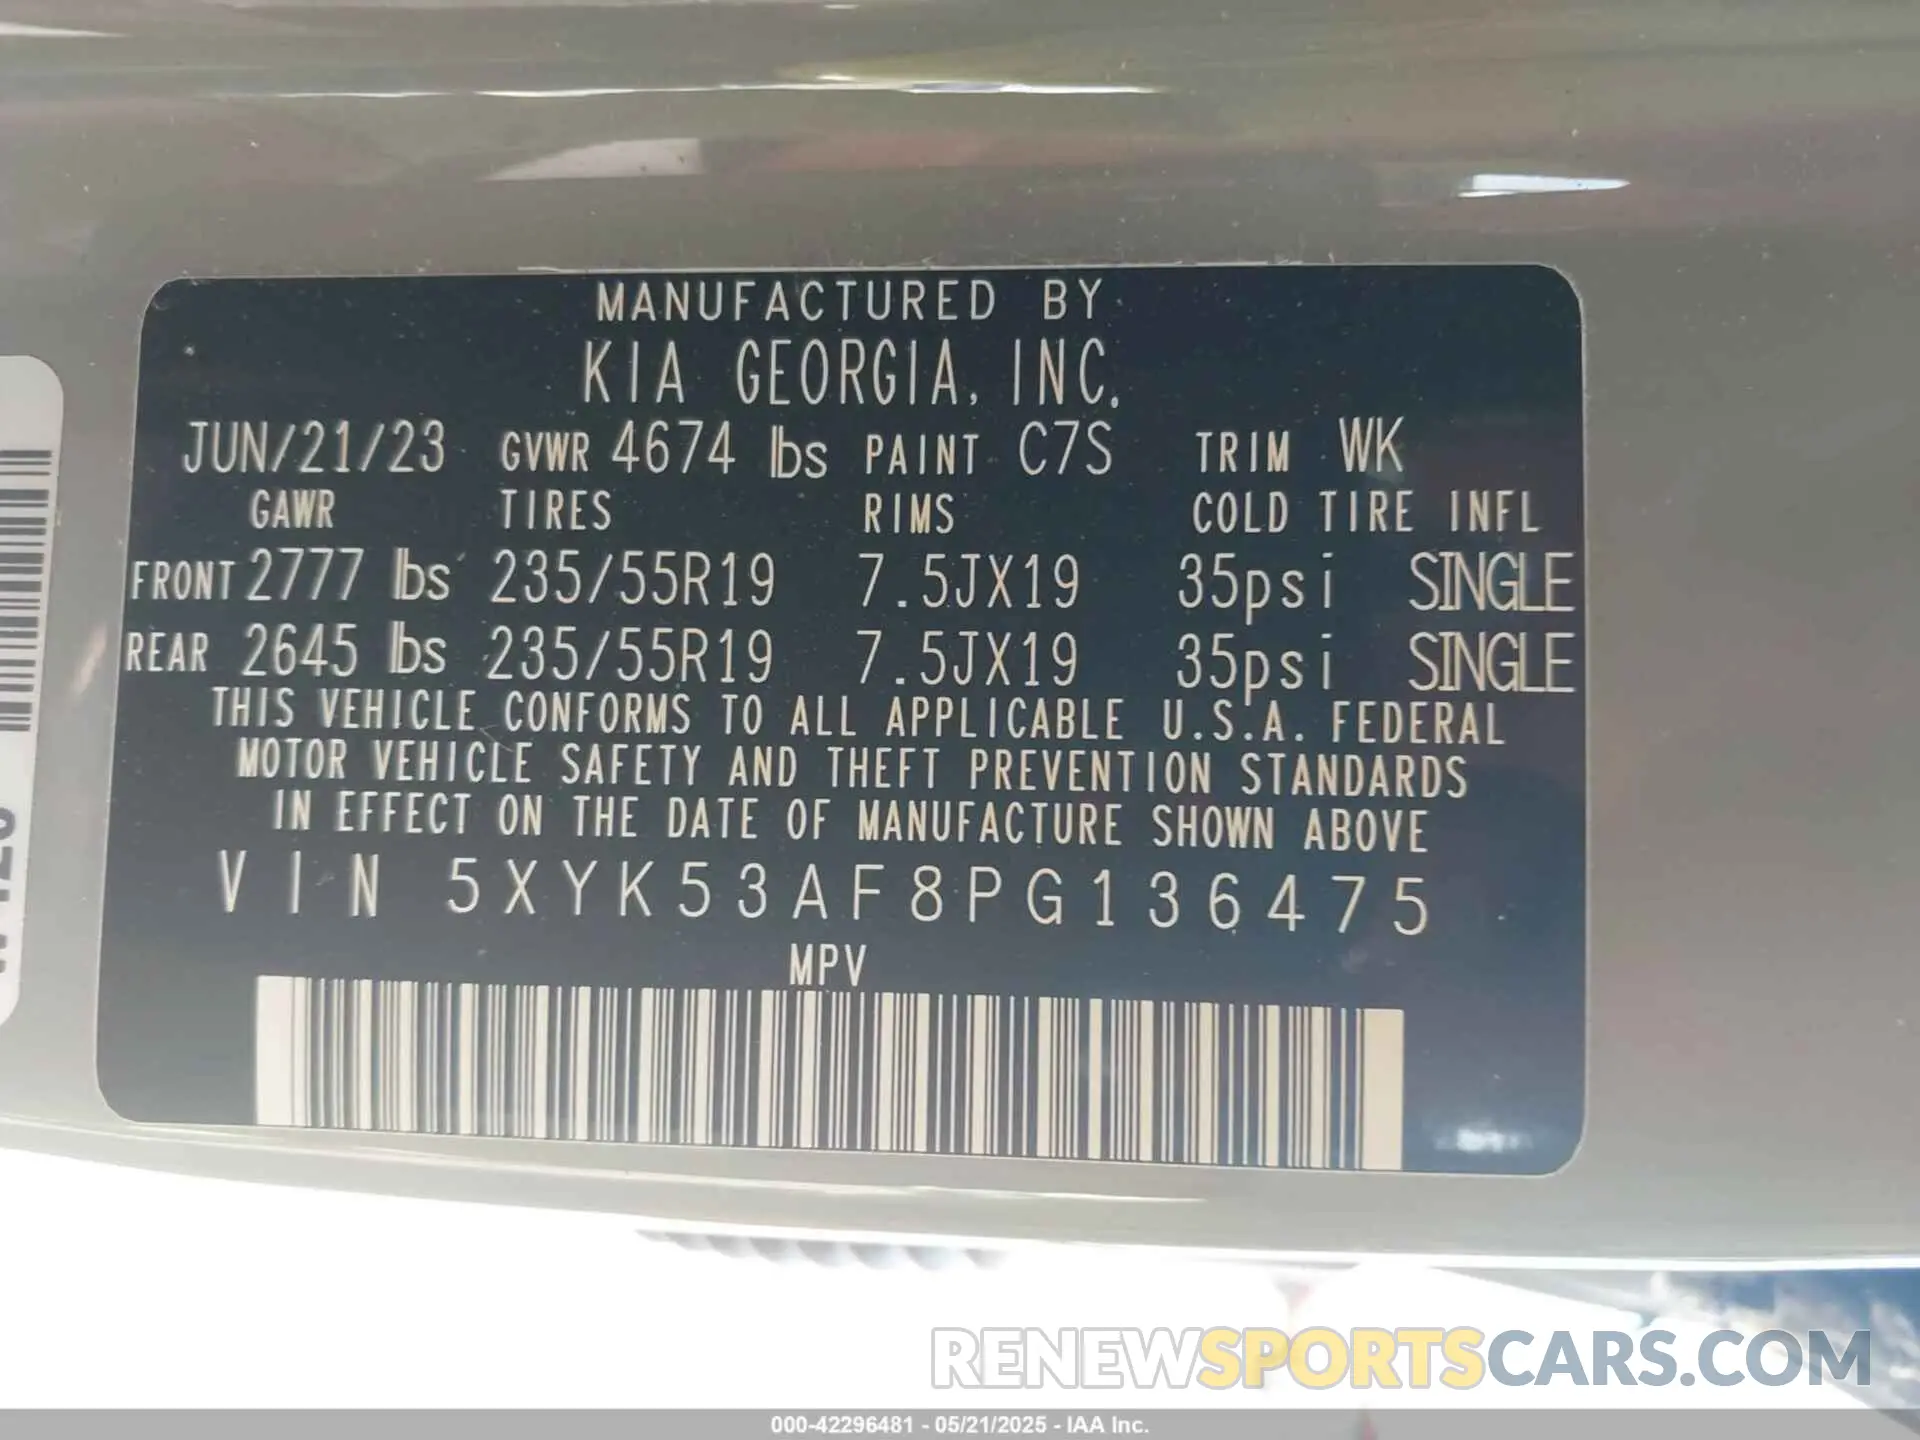 MANUFACTURED BY
KIA GEORGIA, INC.
JUN/21/23 GVWR 4674 lbs PAINT C7S TRIM WK
GAWR TIRES RIMS COLD TIRE INFL
FRONT 2777 lbs 235/55R19 7.5JX19 35psi SINGLE
REAR 2645 lbs 235/55R19 7.5JX19 35psi SINGLE
THIS VEHICLE CONFORMS TO ALL APPLICABLE U.S.A. FEDERAL
MOTOR VEHICLE SAFETY AND THEFT PREVENTION STANDARDS
IN EFFECT ON THE DATE OF MANUFACTURE SHOWN ABOVE
VIN 5XYK53AF8PG136475
MPV
RENEWSPORTSCARS.COM
000-42296481 - 05/21/2025 - IAA Inc.